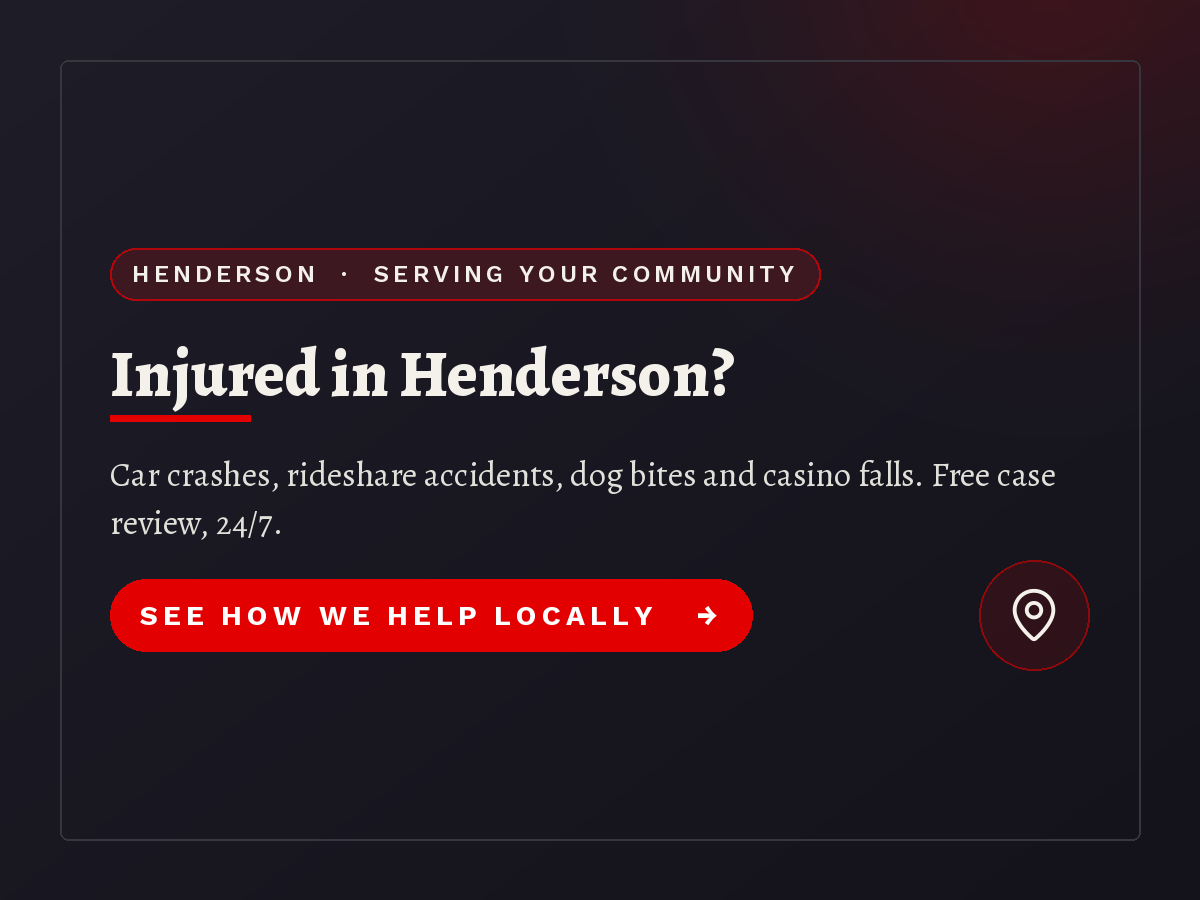 HENDERSON · SERVING YOUR COMMUNITY
Injured in Henderson?
Car crashes, rideshare accidents, dog bites and casino falls. Free case
review, 24/7.
SEE HOW WE HELP LOCALLY →